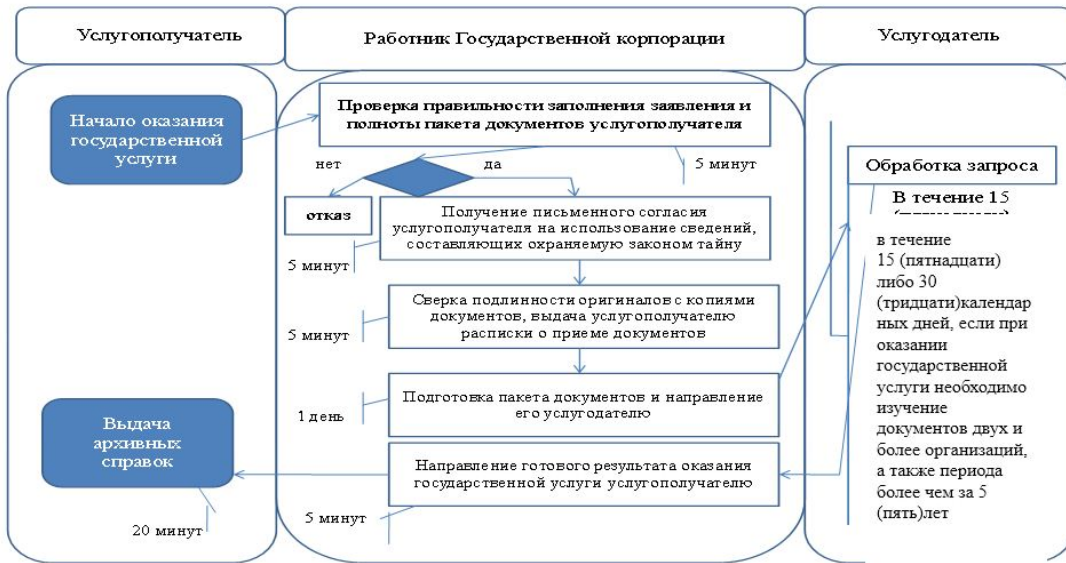 Услугополучатель
Работник Государственной корпорации
Услугодатель
Начало оказания
государственной
услуги
Проверка правильности заполнения заявления и
полноты пакета документов услугополучателя
нет
да
5 минут
отказ
Получение письменного согласия
услугополучателя на использование сведений,
составляющих охраняемую законом тайну
5 минут
Сверка подлинности оригиналов с копиями
документов, выдача услугополучателю
расписки о приеме документов
5 минут
Подготовка пакета документов и направление
его услугодателю
1 день
Обработка запроса
В течение 15
в течение
15 (пятнадцати)
либо 30
(тридцати)календар
ных дней, если при
оказании
государственной
услуги необходимо
изучение
документов двух и
более организаций,
а также периода
более чем за 5
(пять)лет
Направление готового результата оказания
государственной услуги услугополучателю
5 минут
Выдача
архивных
справок
20 минут